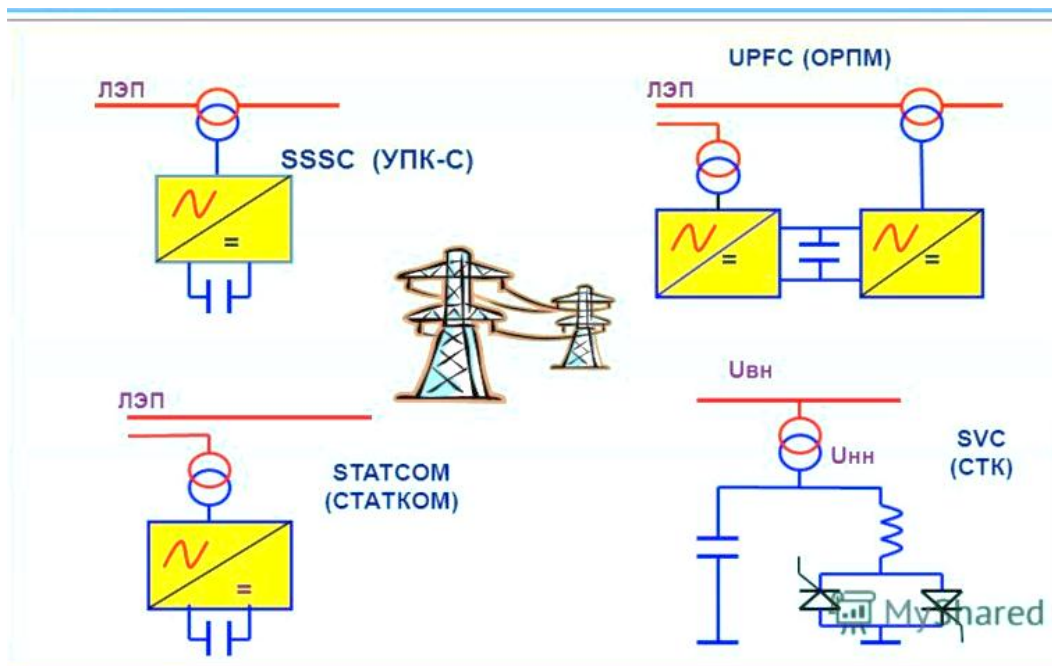 UPFC (ОРПМ)
ЛЭП
ЛЭП
SSSC (УПК-С)
=
=
=
Uвн
ЛЭП
Uнн
SVC
(СТК)
STATCOM
(СТАТКОМ)
=
MyShared